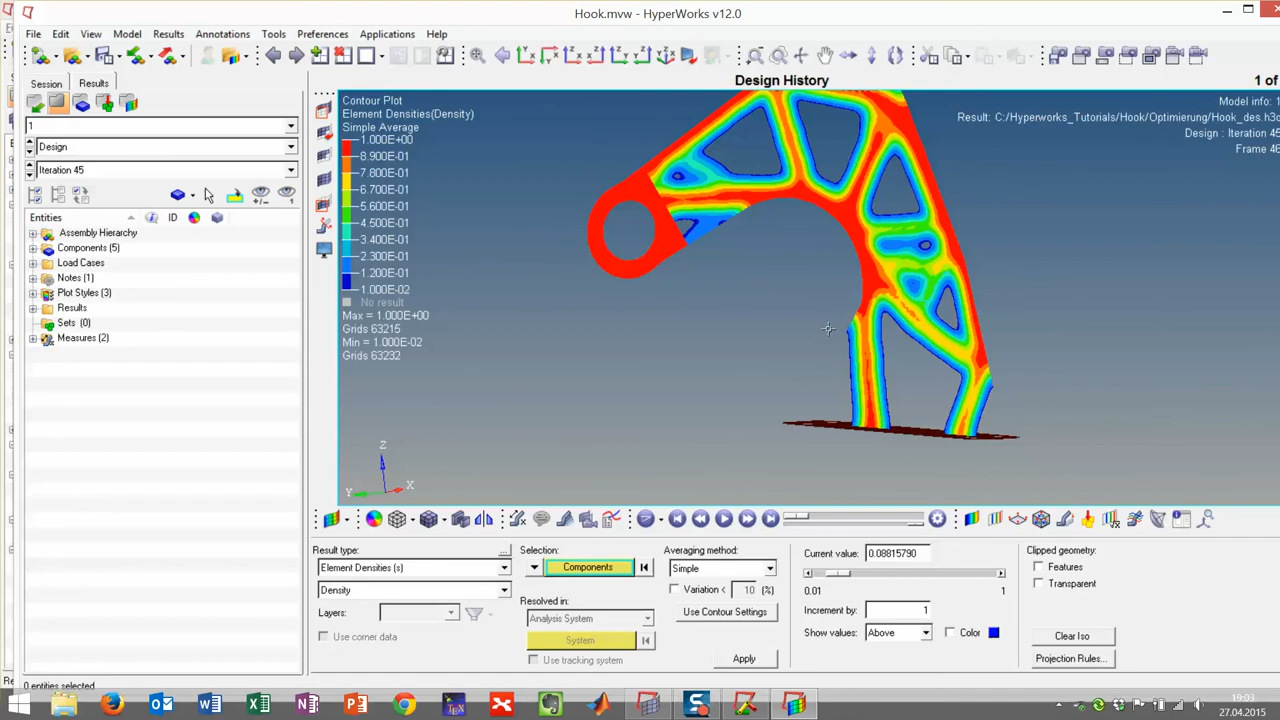 Hook.mvw - HyperWorks v12.0
File Edit View Model Results Annotations Tools Preferences Applications Help
Session Results
Design History
1 of
1
Design
Iteration 45
Entities ID
Assembly Hierarchy
Components (5)
Load Cases
Notes (1)
Plot Styles (3)
Results
Sets (0)
Measures (2)
Contour Plot
Element Densities(Density)
Simple Average
1.000E+00
8.900E-01
7.800E-01
6.700E-01
5.600E-01
4.500E-01
3.400E-01
2.300E-01
1.200E-01
1.000E-02
No result
Max = 1.000E+00
Grids 63215
Min = 1.000E-02
Grids 63232
Model info: 1
Result: C:/Hyperworks_Tutorials/Hook/Optimierung/Hook_des.h3d
Design : Iteration 45
Frame 46
Z
Y
X
Result type:
Element Densities (s)
Density
Layers:
Use corner data
Selection:
Components
Resolved in:
Analysis System
System
Use tracking system
Averaging method:
Simple
Variation < 10 (%)
Use Contour Settings
Apply
Current value: 0.08815790
0.01 1
Increment by: 1
Show values: Above Color
Clipped geometry:
Features
Transparent
Clear Iso
Projection Rules...
0 entities selected
19:03
27.04.2015